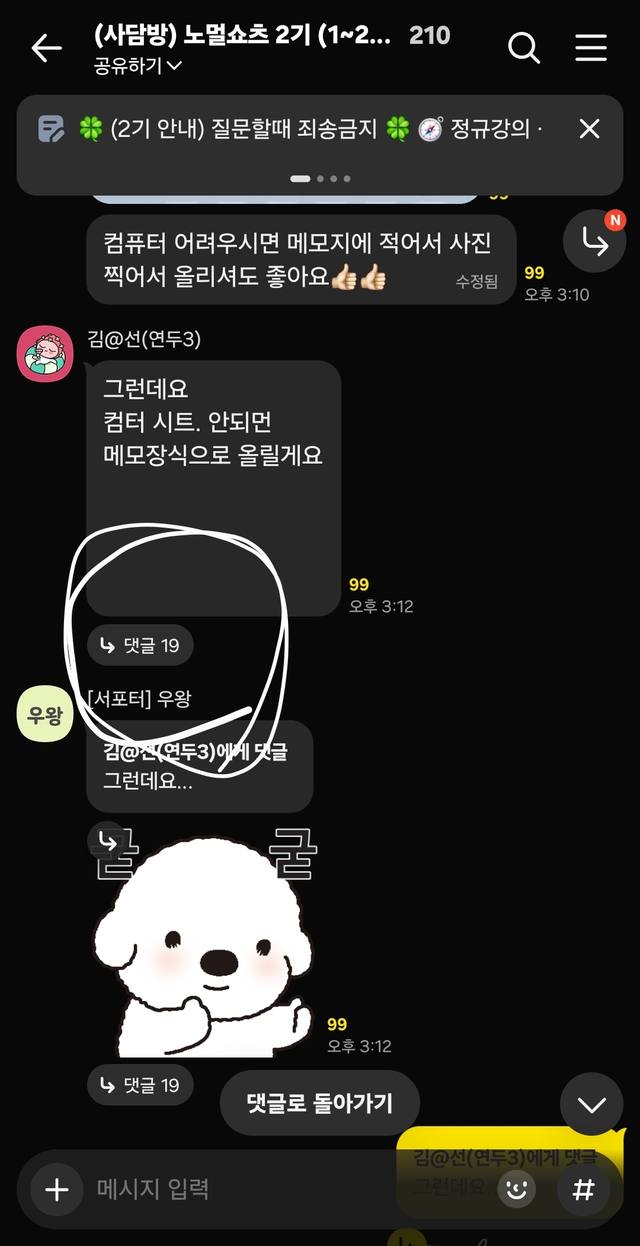 (사담방) 노멀쇼츠 2기 (1~2... 210
공유하기
🍀 (2기 안내) 질문할때 죄송금지 🍀 🧭 정규강의 ·
99
N
컴퓨터 어려우시면 메모지에 적어서 사진
찍어서 올리셔도 좋아요👍🏻👍🏻
수정됨
99
오후 3:10
김@선(연두3)
그런데요
컴터 시트. 안되먼
메모장식으로 올릴게요
99
오후 3:12
댓글 19
우왕
[서포터] 우왕
김@선(연두3)에게 댓글
그런데요...
굳 굳
99
오후 3:12
댓글 19
댓글로 돌아가기
김@선(연두3)에게 댓글
그런데요
메시지 입력
#